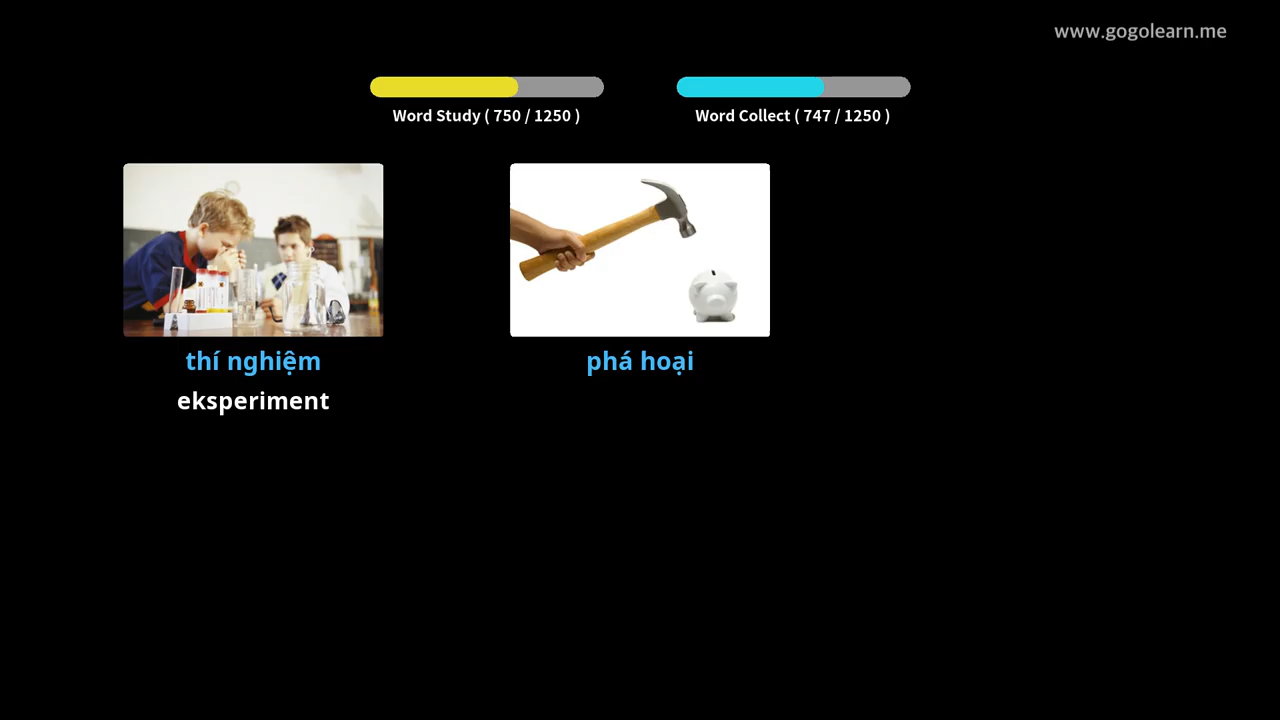 www.gogolearn.me
Word Study ( 750 / 1250 )
Word Collect ( 747 / 1250 )
thí nghiệm
phá hoại
eksperiment